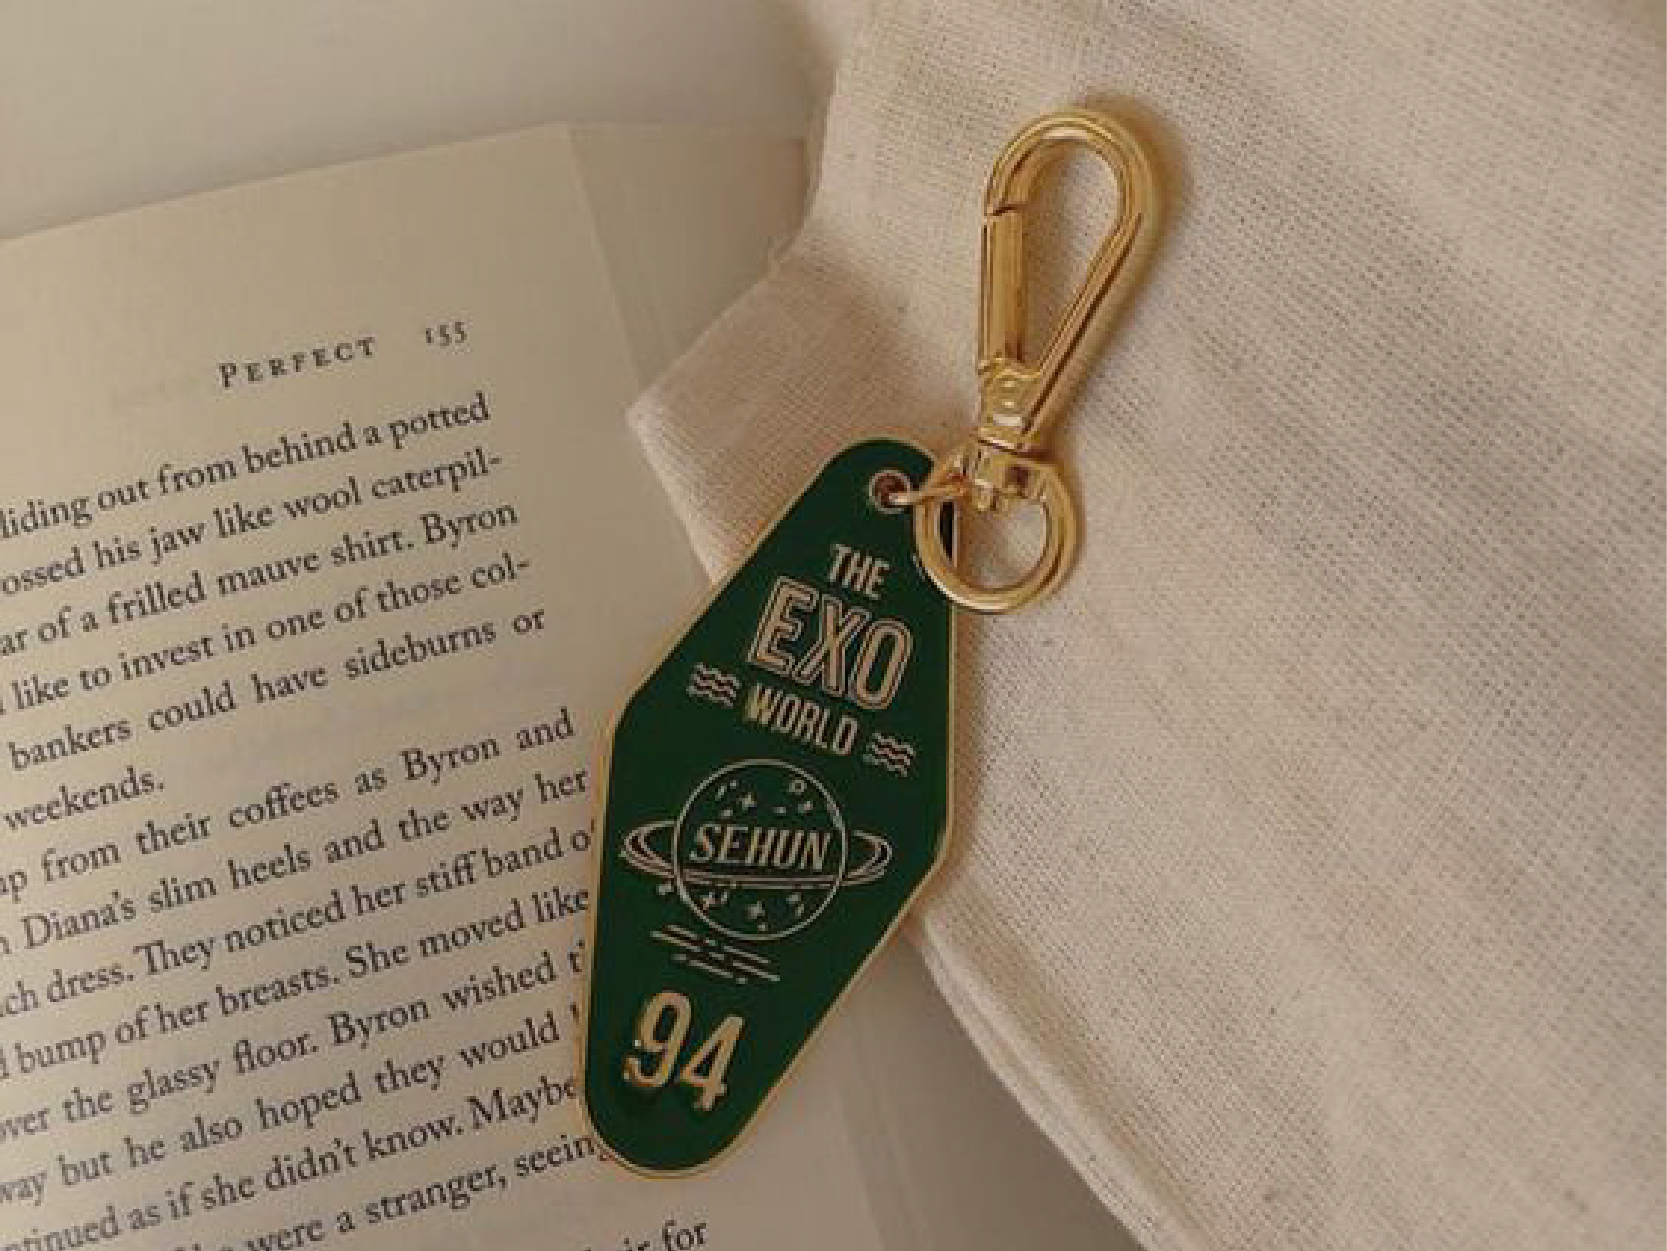 PERFECT 155
liding out from behind a potted
ossed his jaw like wool caterpil-
ar of a frilled mauve shirt. Byron
like to invest in one of those col-
bankers could have sideburns or
weekends.
up from their coffees as Byron and
Diana's slim heels and the way her
ch dress. They noticed her stiff band o
bump of her breasts. She moved like
over the glassy floor. Byron wished
way but he also hoped they would
ntinued as if she didn't know. Maybe
were a stranger, seeing
for
THE
EXO
WORLD
SEHUN
94